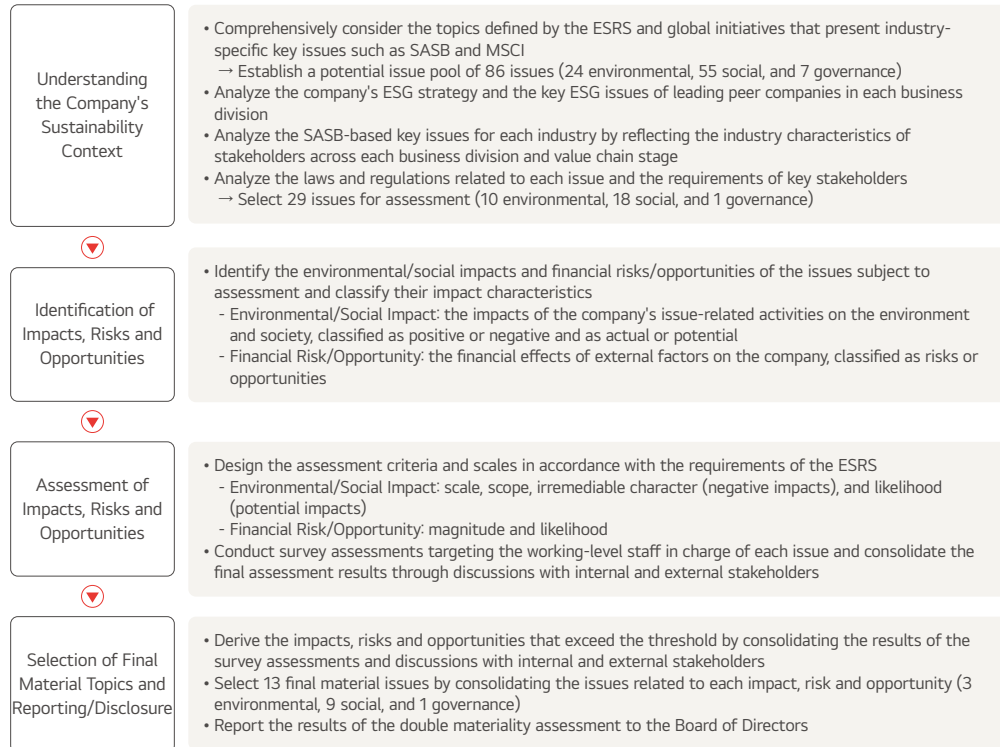 Understanding
the Company's
Sustainability
Context
• Comprehensively consider the topics defined by the ESRS and global initiatives that present industry-
specific key issues such as SASB and MSCI
→ Establish a potential issue pool of 86 issues (24 environmental, 55 social, and 7 governance)
• Analyze the company's ESG strategy and the key ESG issues of leading peer companies in each business
division
• Analyze the SASB-based key issues for each industry by reflecting the industry characteristics of
stakeholders across each business division and value chain stage
• Analyze the laws and regulations related to each issue and the requirements of key stakeholders
→ Select 29 issues for assessment (10 environmental, 18 social, and 1 governance)
Identification of
Impacts, Risks and
Opportunities
• Identify the environmental/social impacts and financial risks/opportunities of the issues subject to
assessment and classify their impact characteristics
- Environmental/Social Impact: the impacts of the company's issue-related activities on the environment
and society, classified as positive or negative and as actual or potential
- Financial Risk/Opportunity: the financial effects of external factors on the company, classified as risks or
opportunities
Assessment of
Impacts, Risks and
Opportunities
• Design the assessment criteria and scales in accordance with the requirements of the ESRS
- Environmental/Social Impact: scale, scope, irremediable character (negative impacts), and likelihood
(potential impacts)
- Financial Risk/Opportunity: magnitude and likelihood
• Conduct survey assessments targeting the working-level staff in charge of each issue and consolidate the
final assessment results through discussions with internal and external stakeholders
Selection of Final
Material Topics and
Reporting/Disclosure
• Derive the impacts, risks and opportunities that exceed the threshold by consolidating the results of the
survey assessments and discussions with internal and external stakeholders
• Select 13 final material issues by consolidating the issues related to each impact, risk and opportunity (3
environmental, 9 social, and 1 governance)
• Report the results of the double materiality assessment to the Board of Directors